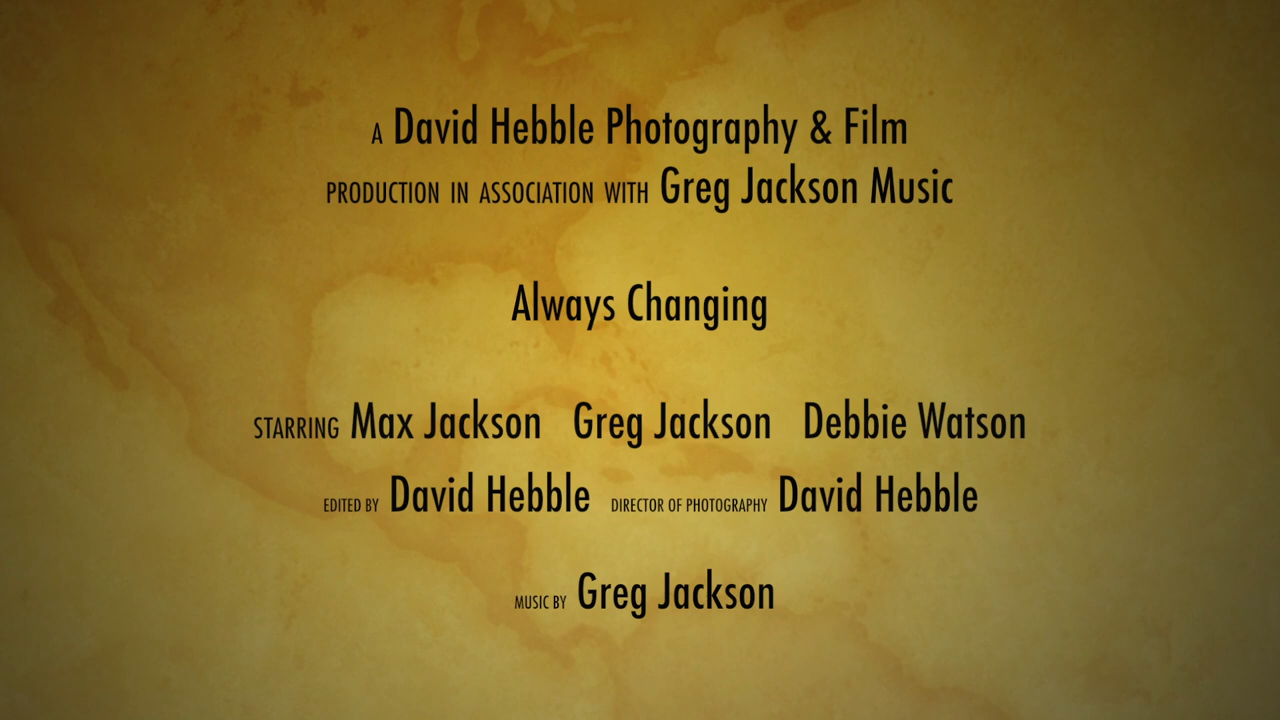 A David Hebble Photography & Film
PRODUCTION IN ASSOCIATION WITH Greg Jackson Music
Always Changing
STARRING Max Jackson Greg Jackson Debbie Watson
EDITED BY David Hebble DIRECTOR OF PHOTOGRAPHY David Hebble
MUSIC BY Greg Jackson